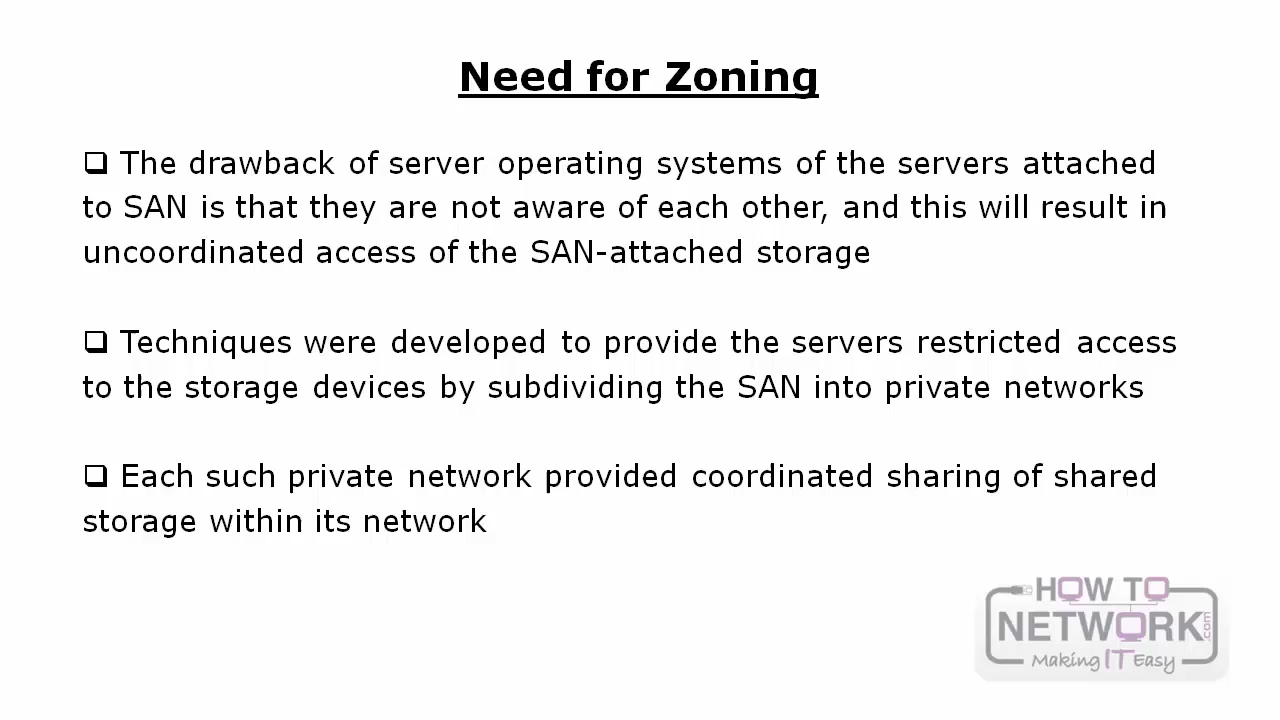 Need for Zoning
❑ The drawback of server operating systems of the servers attached
to SAN is that they are not aware of each other, and this will result in
uncoordinated access of the SAN-attached storage
❑ Techniques were developed to provide the servers restricted access
to the storage devices by subdividing the SAN into private networks
❑ Each such private network provided coordinated sharing of shared
storage within its network
HOW TO
NETWORK.com
Making IT Easy